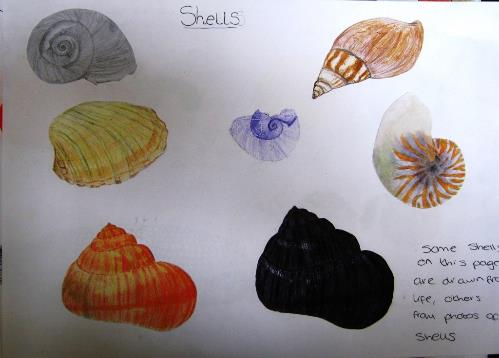 Shells
Some Shells
on this page
are drawn from
life, others
from photos of
Shells